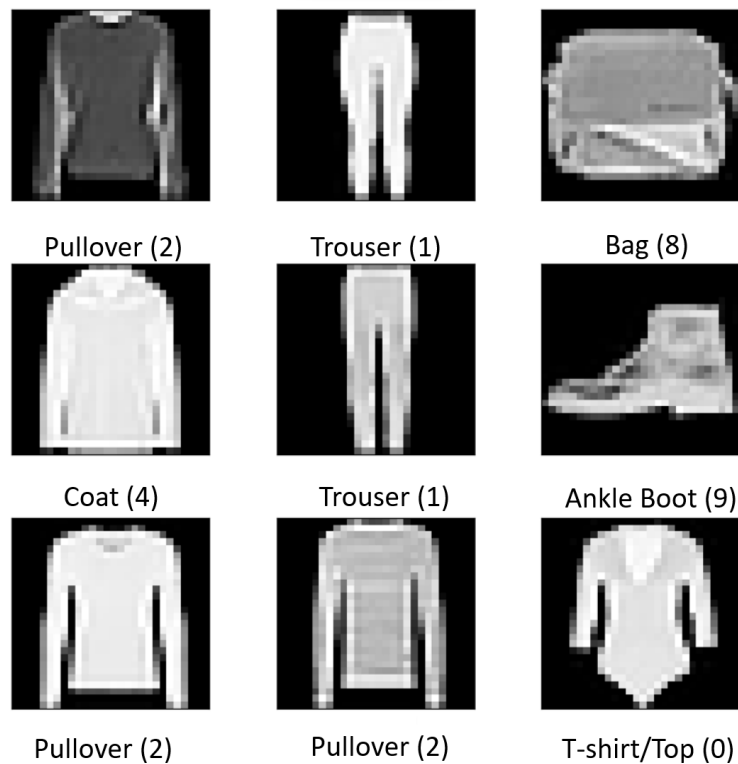 Pullover (2) Trouser (1) Bag (8)
Coat (4) Trouser (1) Ankle Boot (9)
Pullover (2) Pullover (2) T-shirt/Top (0)